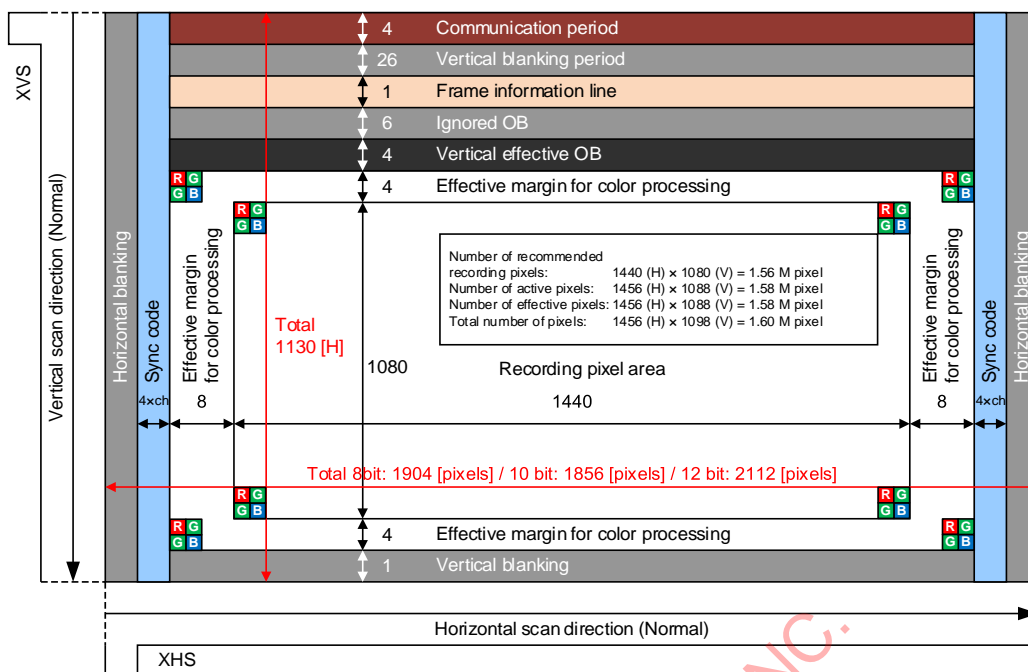 XVS
Vertical scan direction (Normal)
Horizontal blanking
Sync code
4×ch
4 Communication period
26 Vertical blanking period
1 Frame information line
6 Ignored OB
4 Vertical effective OB
R G
G B
4 Effective margin for color processing
R G
G B
R G
G B
R G
G B
Number of recommended
recording pixels: 1440 (H) × 1080 (V) = 1.56 M pixel
Number of active pixels: 1456 (H) × 1088 (V) = 1.58 M pixel
Number of effective pixels: 1456 (H) × 1088 (V) = 1.58 M pixel
Total number of pixels: 1456 (H) × 1098 (V) = 1.60 M pixel
Effective margin
for color processing
8
Total
1130 [H]
1080
Recording pixel area
1440
Effective margin
for color processing
8
Sync code
4×ch
Horizontal blanking
Total 8bit: 1904 [pixels] / 10 bit: 1856 [pixels] / 12 bit: 2112 [pixels]
R G
G B
R G
G B
R G
G B
4 Effective margin for color processing
R G
G B
1 Vertical blanking
Horizontal scan direction (Normal)
XHS
NC.